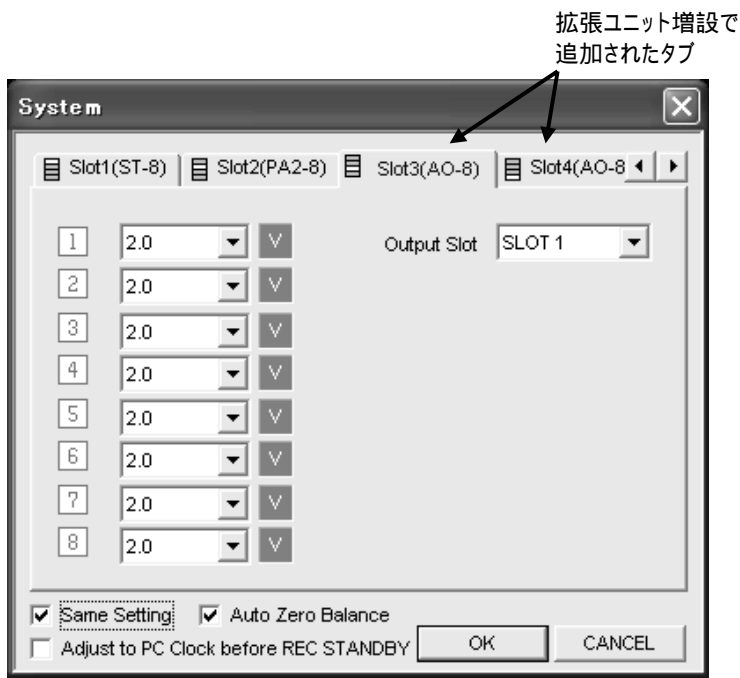 拡張ユニット増設で
追加されたタブ
System
Slot1(ST-8) Slot2(PA2-8) Slot3(AO-8) Slot4(AO-8
1 2.0 V Output Slot SLOT 1
2 2.0 V
3 2.0 V
4 2.0 V
5 2.0 V
6 2.0 V
7 2.0 V
8 2.0 V
Same Setting Auto Zero Balance
Adjust to PC Clock before REC STANDBY OK CANCEL